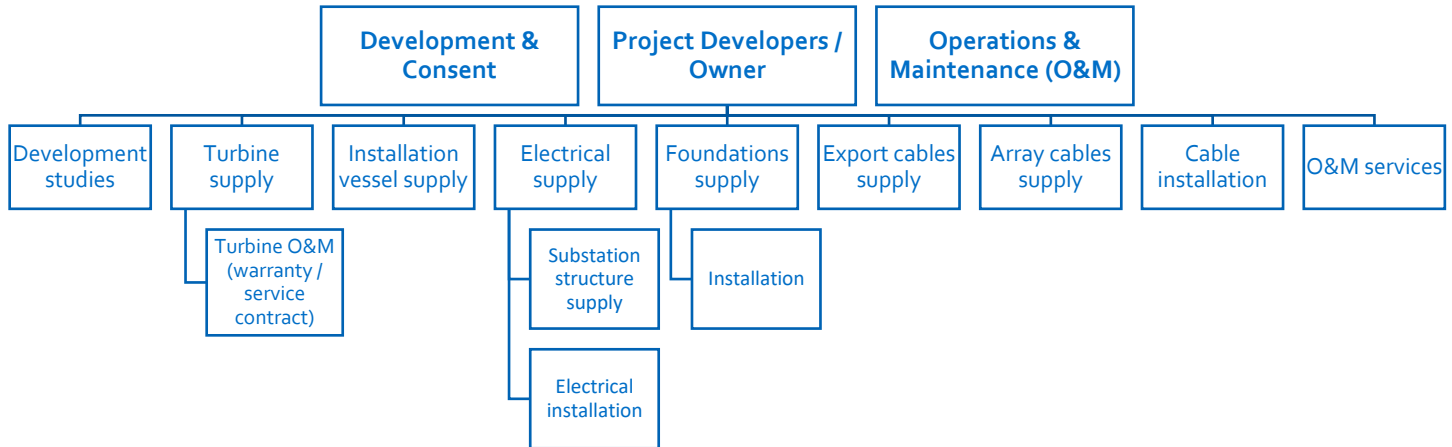 Development &
Consent
Project Developers /
Owner
Operations &
Maintenance (O&M)
Development
studies
Turbine
supply
Installation
vessel supply
Electrical
supply
Foundations
supply
Export cables
supply
Array cables
supply
Cable
installation
O&M services
Turbine O&M
(warranty /
service
contract)
Substation
structure
supply
Installation
Electrical
installation